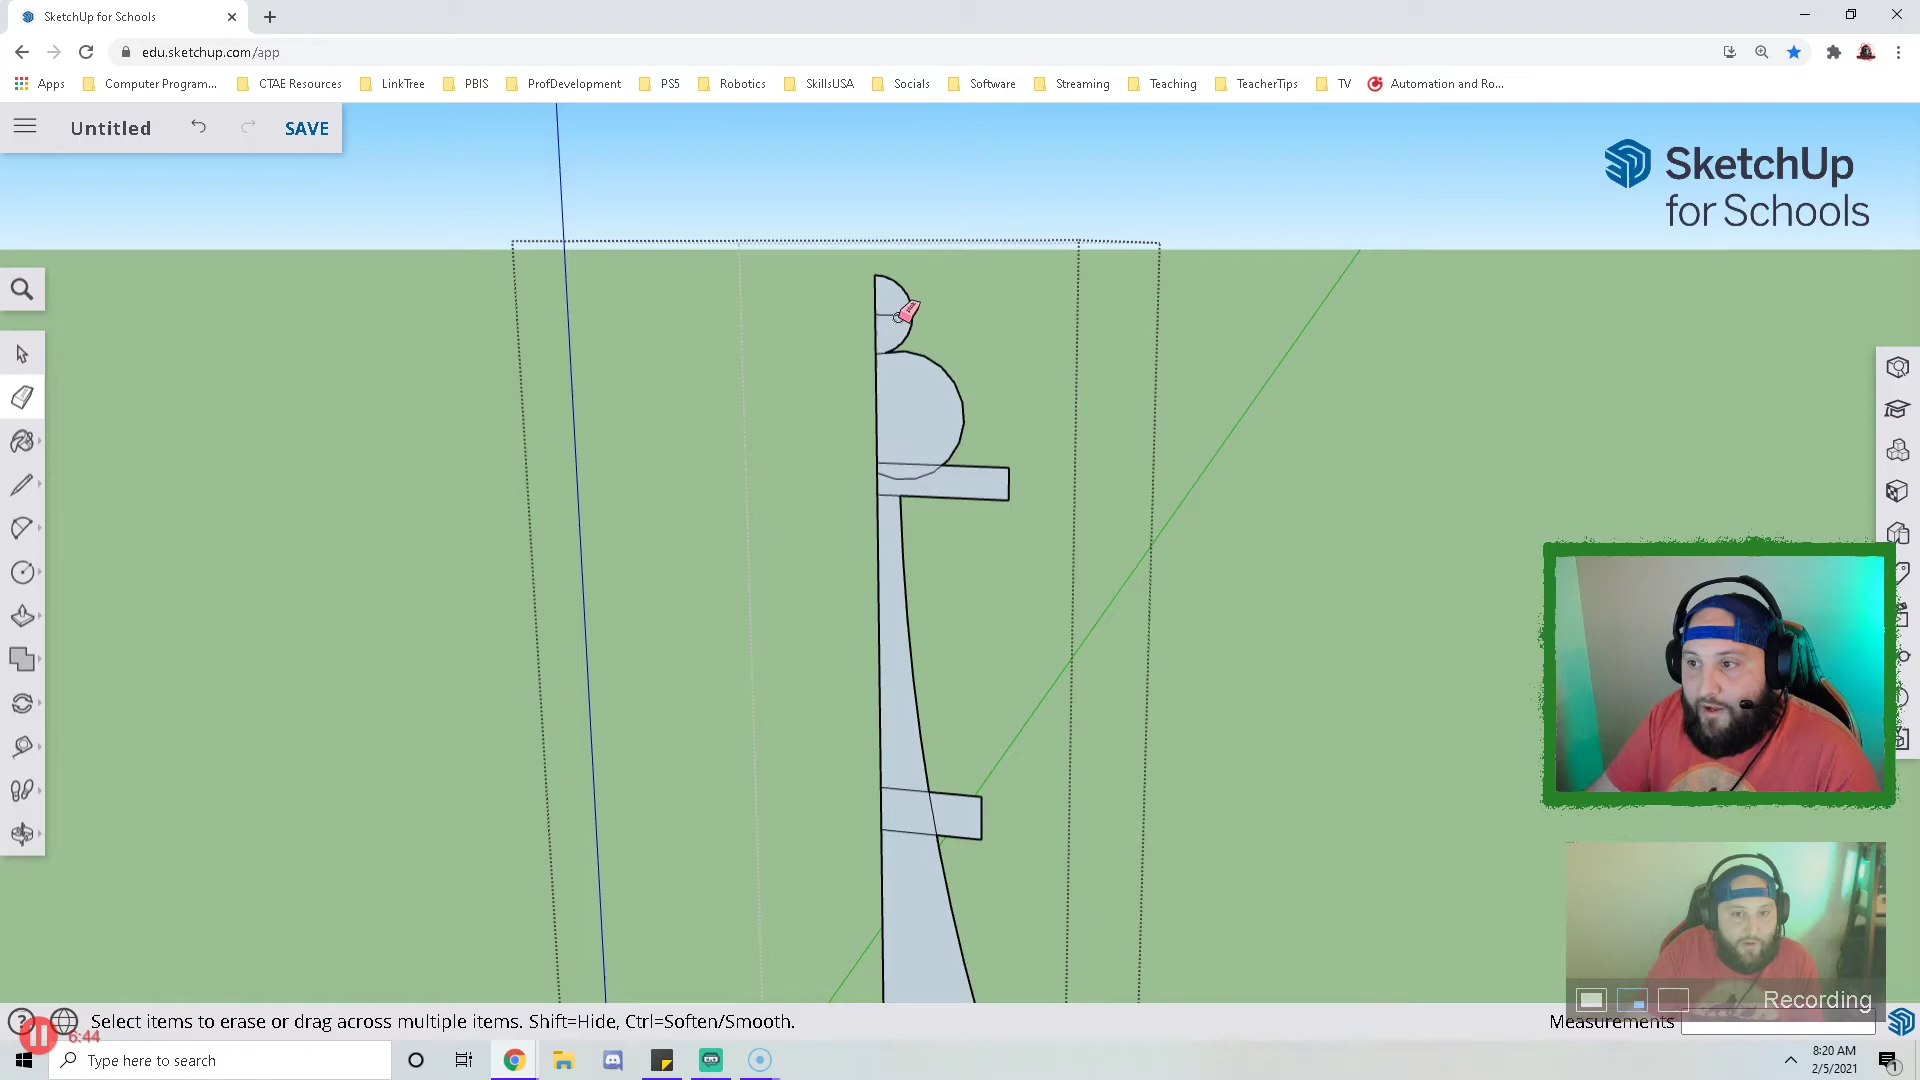 SketchUp for Schools
edu.sketchup.com/app
Apps Computer Program... CTAE Resources LinkTree PBIS ProfDevelopment PS5 Robotics SkillsUSA Socials Software Streaming Teaching TeacherTips TV Automation and Ro...
Untitled SAVE
SketchUp
for Schools
Recording
Select items to erase or drag across multiple items. Shift=Hide, Ctrl=Soften/Smooth.
Measurements
6:44
Type here to search
8:20 AM
2/5/2021
1